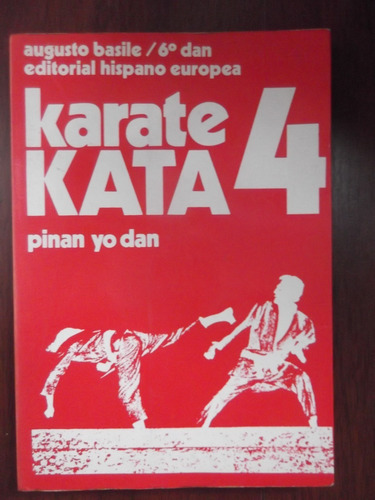 augusto basile/6º dan
editorial hispano europea
karate
KATA 4
pinan yo dan